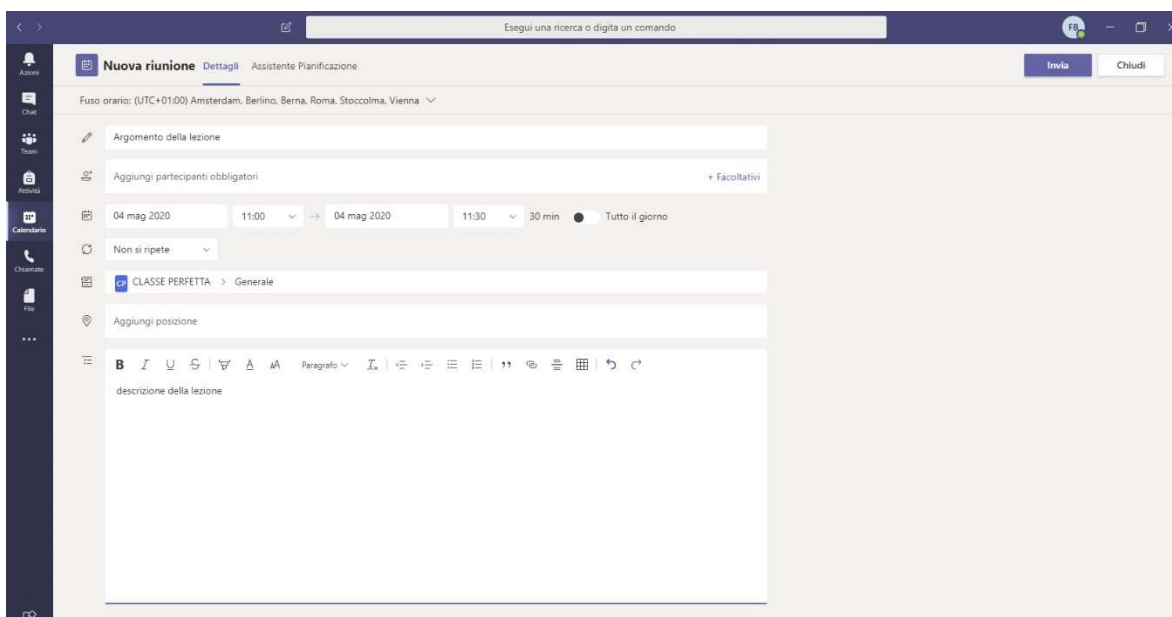 Esegui una ricerca o digita un comando
FB
Azioni
Nuova riunione Dettagli Assistente Pianificazione
Invia Chiudi
Chat
Fuso orario: (UTC+01:00) Amsterdam, Berlino, Berna, Roma, Stoccolma, Vienna
Team
Argomento della lezione
Attività
Aggiungi partecipanti obbligatori + Facoltativi
Calendario
04 mag 2020 11:00 → 04 mag 2020 11:30 30 min Tutto il giorno
Chiamate
Non si ripete
File
CP CLASSE PERFETTA > Generale
Aggiungi posizione
B I U S A AA Paragrafo Ix
descrizione della lezione